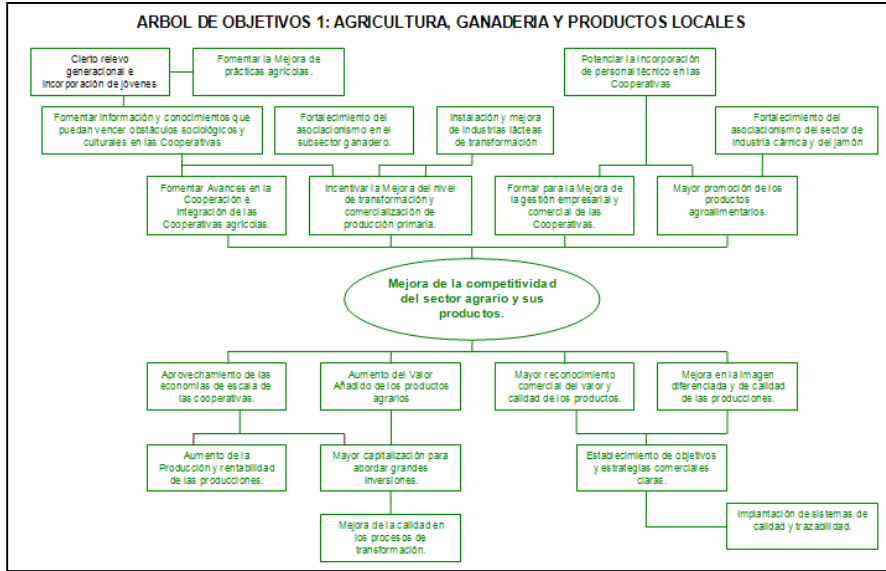 ARBOL DE OBJETIVOS 1: AGRICULTURA, GANADERIA Y PRODUCTOS LOCALES
Cierto relevo
generacional e
Incorporación de jóvenes
Fomentar la Mejora de
prácticas agrícolas.
Potenciar la Incorporación
de personal técnico en las
Cooperativas
Fomentar Información y conocimientos que
puedan vencer obstáculos sociológicos y
culturales en las Cooperativas
Fortalecimiento del
asociacionismo en el
subsector ganadero.
Instalación y mejora
de Industrias lácteas
de transformación
Fortalecimiento del
asociacionismo del sector de
Industria cárnica y del jamón
Fomentar Avances en la
Cooperación e
Integración de las
Cooperativas agrícolas.
Incentivar la Mejora del nivel
de transformación y
comercialización de
producción primaria.
Formar para la Mejora de
la gestión empresarial y
comercial de las
Cooperativas.
Mayor promoción de los
productos
agroalimentarios.
Mejora de la competitividad
del sector agrario y sus
productos.
Aprovechamiento de las
economías de escala de
las cooperativas.
Aumento del Valor
Añadido de los productos
agrarios
Mayor reconocimiento
comercial del valor y
calidad de los productos.
Mejora en la Imagen
diferenciada y de calidad
de las producciones.
Aumento de la
Producción y rentabilidad
de las producciones.
Mayor capitalización para
abordar grandes
Inversiones.
Establecimiento de objetivos
y estrategias comerciales
claras.
Mejora de la calidad en
los procesos de
transformación.
Implantación de sistemas de
calidad y trazabilidad.